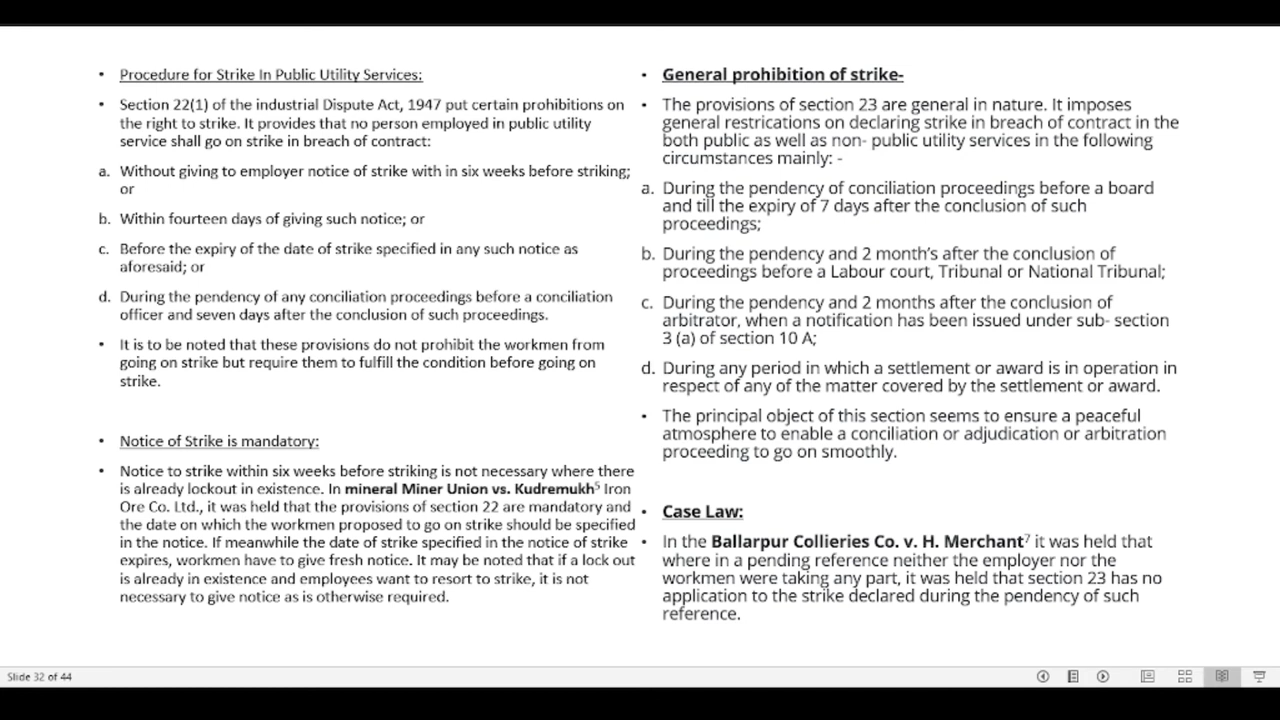 • Procedure for Strike In Public Utility Services:
• Section 22(1) of the industrial Dispute Act, 1947 put certain prohibitions on
the right to strike. It provides that no person employed in public utility
service shall go on strike in breach of contract:
a. Without giving to employer notice of strike with in six weeks before striking;
or
b. Within fourteen days of giving such notice; or
c. Before the expiry of the date of strike specified in any such notice as
aforesaid; or
d. During the pendency of any conciliation proceedings before a conciliation
officer and seven days after the conclusion of such proceedings.
• It is to be noted that these provisions do not prohibit the workmen from
going on strike but require them to fulfill the condition before going on
strike.
• Notice of Strike is mandatory:
• Notice to strike within six weeks before striking is not necessary where there
is already lockout in existence. In mineral Miner Union vs. Kudremukh5 Iron
Ore Co. Ltd., it was held that the provisions of section 22 are mandatory and
the date on which the workmen proposed to go on strike should be specified
in the notice. If meanwhile the date of strike specified in the notice of strike
expires, workmen have to give fresh notice. It may be noted that if a lock out
is already in existence and employees want to resort to strike, it is not
necessary to give notice as is otherwise required.
• General prohibition of strike-
• The provisions of section 23 are general in nature. It imposes
general restrications on declaring strike in breach of contract in the
both public as well as non- public utility services in the following
circumstances mainly: -
a. During the pendency of conciliation proceedings before a board
and till the expiry of 7 days after the conclusion of such
proceedings;
b. During the pendency and 2 month's after the conclusion of
proceedings before a Labour court, Tribunal or National Tribunal;
c. During the pendency and 2 months after the conclusion of
arbitrator, when a notification has been issued under sub- section
3 (a) of section 10 A;
d. During any period in which a settlement or award is in operation in
respect of any of the matter covered by the settlement or award.
• The principal object of this section seems to ensure a peaceful
atmosphere to enable a conciliation or adjudication or arbitration
proceeding to go on smoothly.
• Case Law:
• In the Ballarpur Collieries Co. v. H. Merchant7 it was held that
where in a pending reference neither the employer nor the
workmen were taking any part, it was held that section 23 has no
application to the strike declared during the pendency of such
reference.
Slide 32 of 44